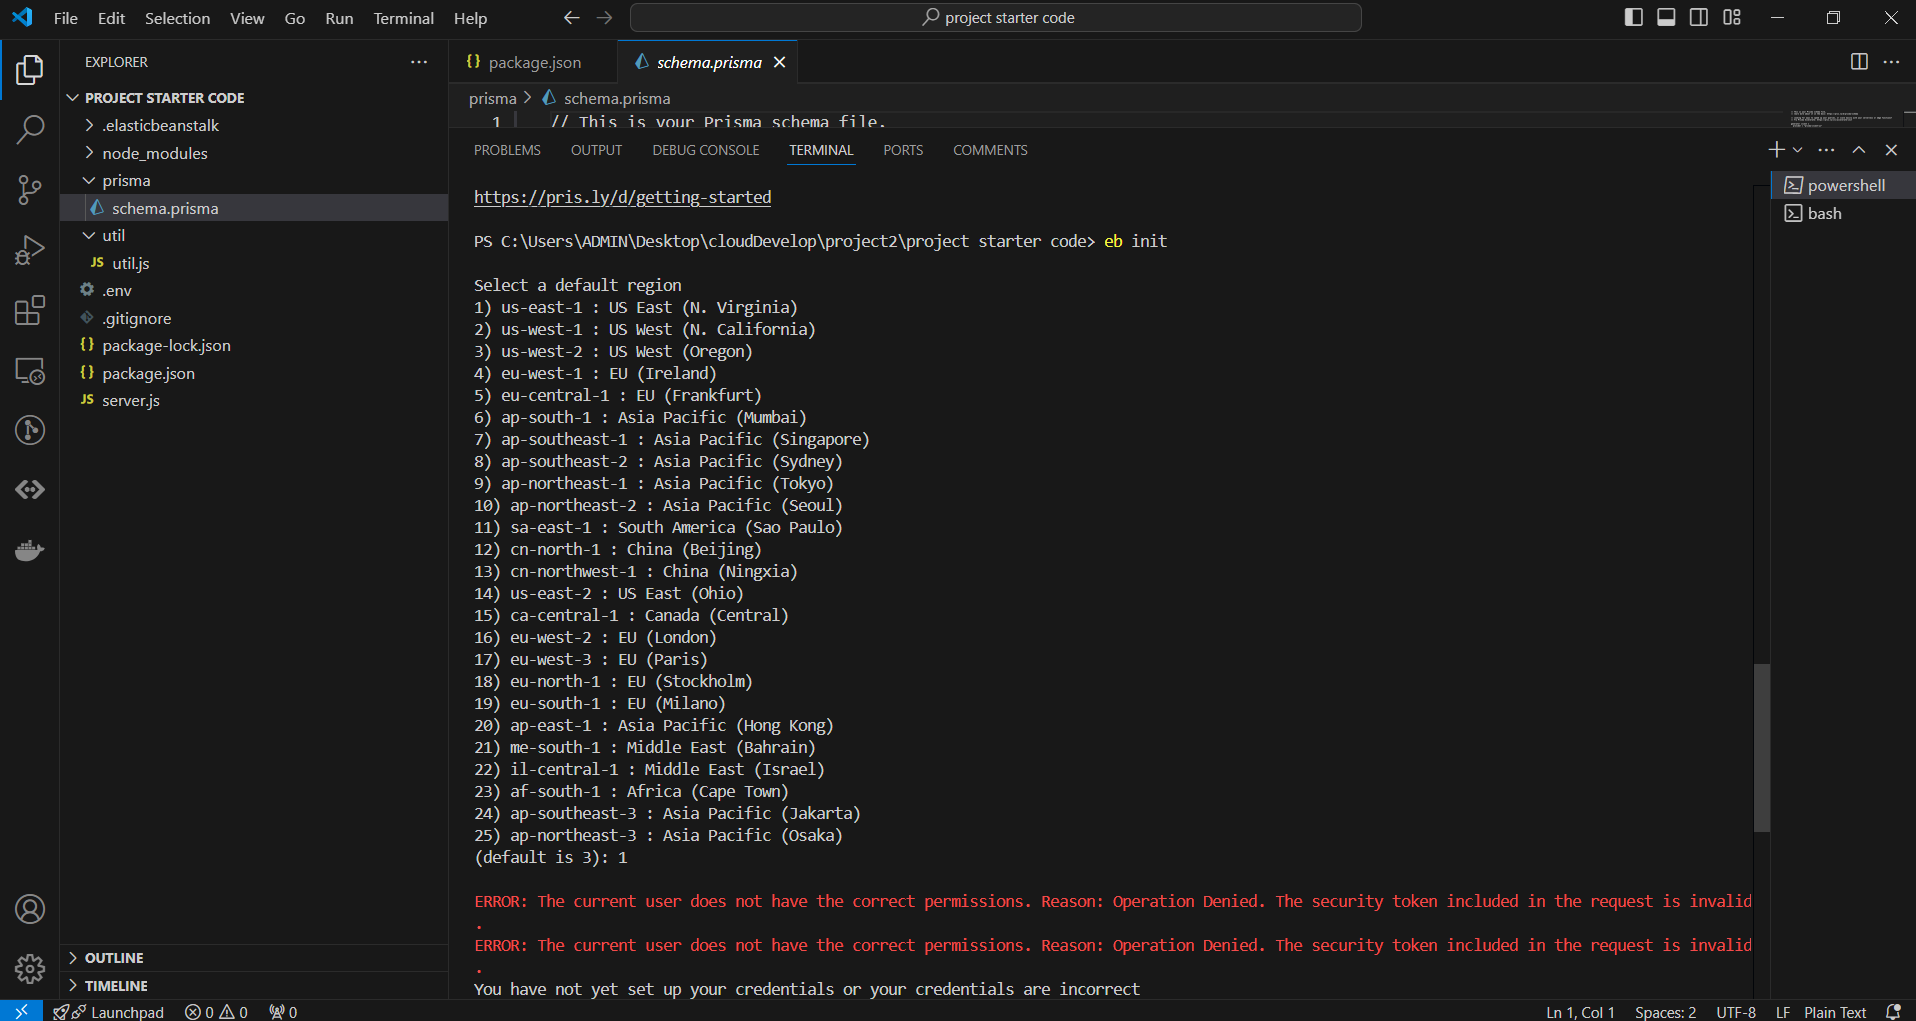 File Edit Selection View Go Run Terminal Help
project starter code
EXPLORER
PROJECT STARTER CODE
.elasticbeanstalk
node_modules
prisma
schema.prisma
util
JS util.js
.env
.gitignore
{} package-lock.json
{} package.json
JS server.js
OUTLINE
TIMELINE
{} package.json
schema.prisma
prisma > schema.prisma
1 // This is your Prisma schema file.
PROBLEMS OUTPUT DEBUG CONSOLE TERMINAL PORTS COMMENTS
powershell
bash
https://pris.ly/d/getting-started
PS C:\Users\ADMIN\Desktop\cloudDevelop\project2\project starter code> eb init
Select a default region
1) us-east-1 : US East (N. Virginia)
2) us-west-1 : US West (N. California)
3) us-west-2 : US West (Oregon)
4) eu-west-1 : EU (Ireland)
5) eu-central-1 : EU (Frankfurt)
6) ap-south-1 : Asia Pacific (Mumbai)
7) ap-southeast-1 : Asia Pacific (Singapore)
8) ap-southeast-2 : Asia Pacific (Sydney)
9) ap-northeast-1 : Asia Pacific (Tokyo)
10) ap-northeast-2 : Asia Pacific (Seoul)
11) sa-east-1 : South America (Sao Paulo)
12) cn-north-1 : China (Beijing)
13) cn-northwest-1 : China (Ningxia)
14) us-east-2 : US East (Ohio)
15) ca-central-1 : Canada (Central)
16) eu-west-2 : EU (London)
17) eu-west-3 : EU (Paris)
18) eu-north-1 : EU (Stockholm)
19) eu-south-1 : EU (Milano)
20) ap-east-1 : Asia Pacific (Hong Kong)
21) me-south-1 : Middle East (Bahrain)
22) il-central-1 : Middle East (Israel)
23) af-south-1 : Africa (Cape Town)
24) ap-southeast-3 : Asia Pacific (Jakarta)
25) ap-northeast-3 : Asia Pacific (Osaka)
(default is 3): 1
ERROR: The current user does not have the correct permissions. Reason: Operation Denied. The security token included in the request is invalid
.
ERROR: The current user does not have the correct permissions. Reason: Operation Denied. The security token included in the request is invalid
.
You have not yet set up your credentials or your credentials are incorrect
Launchpad 0 0 0
Ln 1, Col 1 Spaces: 2 UTF-8 LF Plain Text